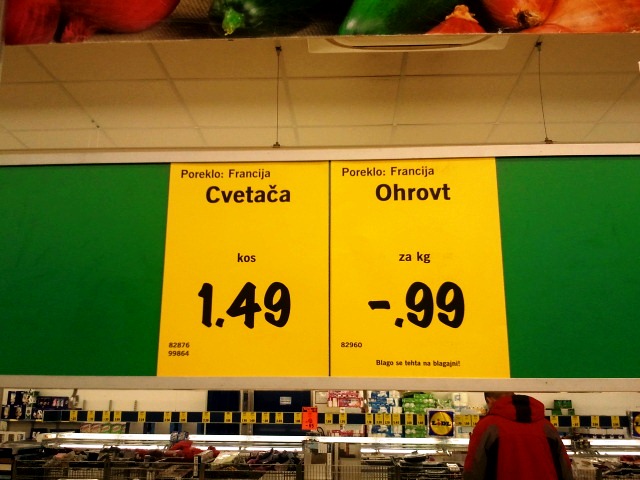 Poreklo: Francija
Cvetača
kos
1.49
82876
99864
Poreklo: Francija
Ohrovt
za kg
-.99
82960
Blago se tehta na blagajni!
LIDL